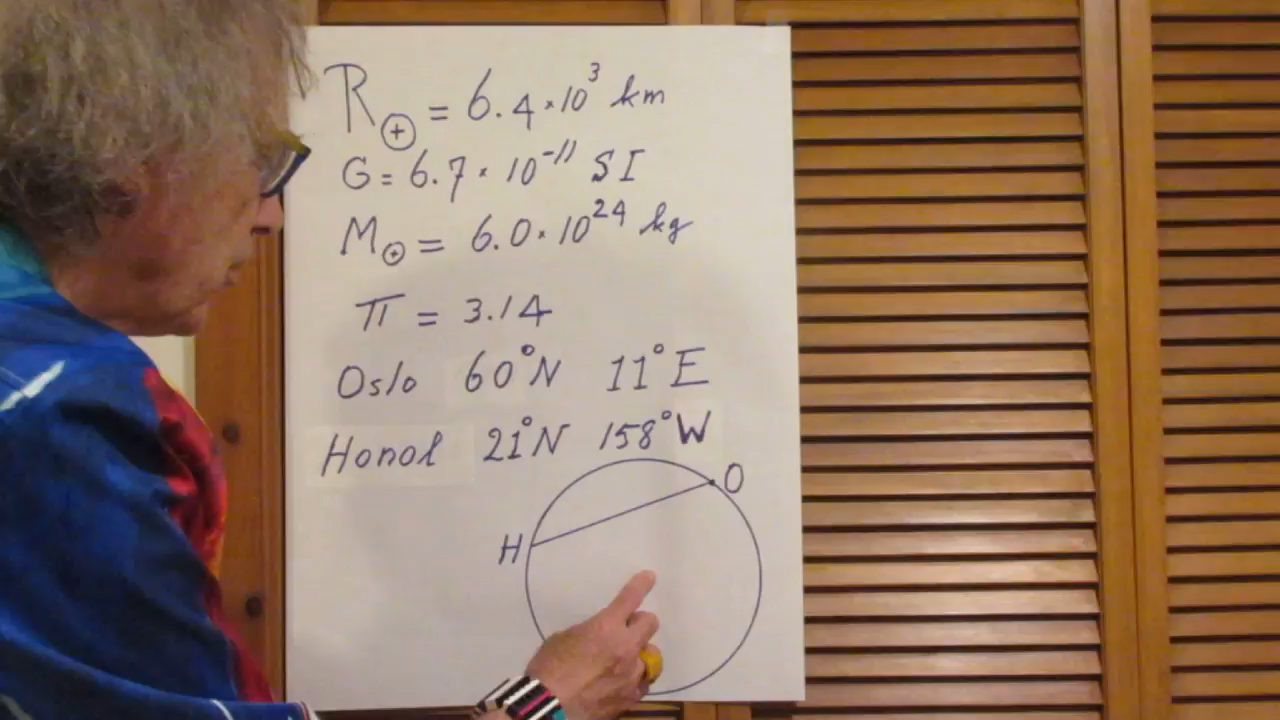 R⊕ = 6.4 × 10³ km
G = 6.7 × 10⁻¹¹ SI
M⊕ = 6.0 × 10²⁴ kg
π = 3.14
Oslo 60°N 11°E
Honol 21°N 158°W
O
H